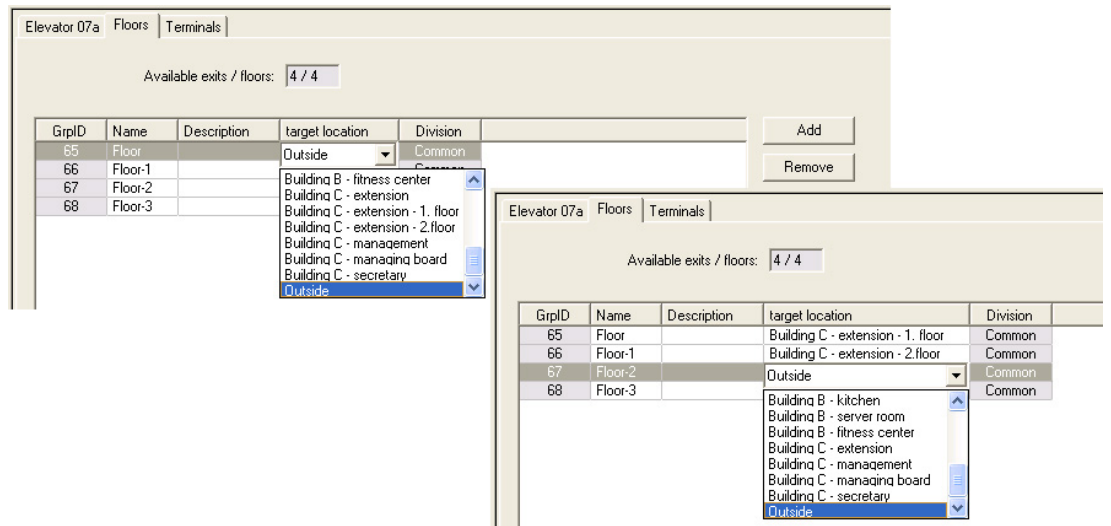 Elevator 07a Floors Terminals
Available exits / floors: 4 / 4
GrpID Name Description target location Division
Add
65 Floor Outside Common
66 Floor-1
Remove
67 Floor-2
68 Floor-3
Building B - fitness center
Building C - extension
Building C - extension - 1. floor
Building C - extension - 2.floor
Building C - management
Building C - managing board
Building C - secretary
Outside
Elevator 07a Floors Terminals
Available exits / floors: 4 / 4
GrpID Name Description target location Division
65 Floor Building C - extension - 1. floor Common
66 Floor-1 Building C - extension - 2.floor Common
67 Floor-2 Outside Common
68 Floor-3 Common
Building B - kitchen
Building B - server room
Building B - fitness center
Building C - extension
Building C - management
Building C - managing board
Building C - secretary
Outside